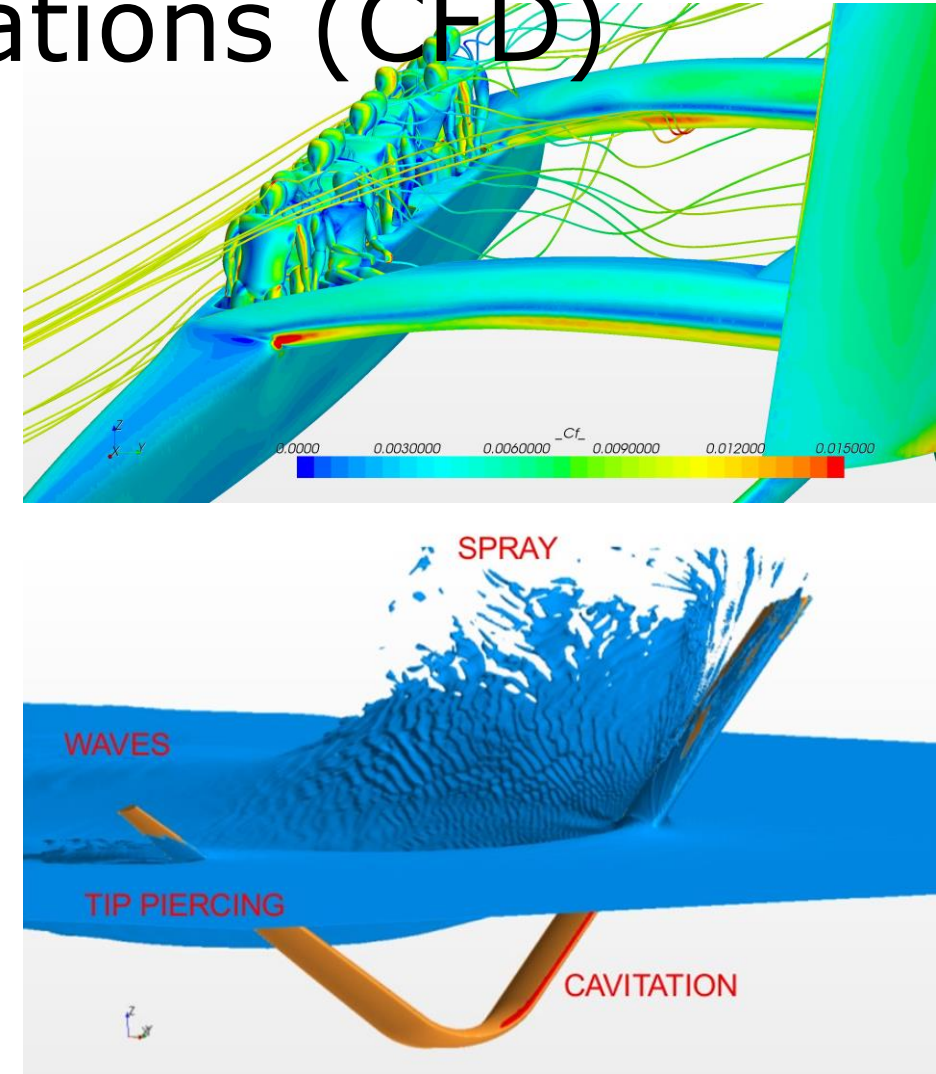 ations (CFD)
Z
X Y
_Cf_
0.0000 0.0030000 0.0060000 0.0090000 0.012000 0.015000
SPRAY
WAVES
TIP PIERCING
CAVITATION
Z